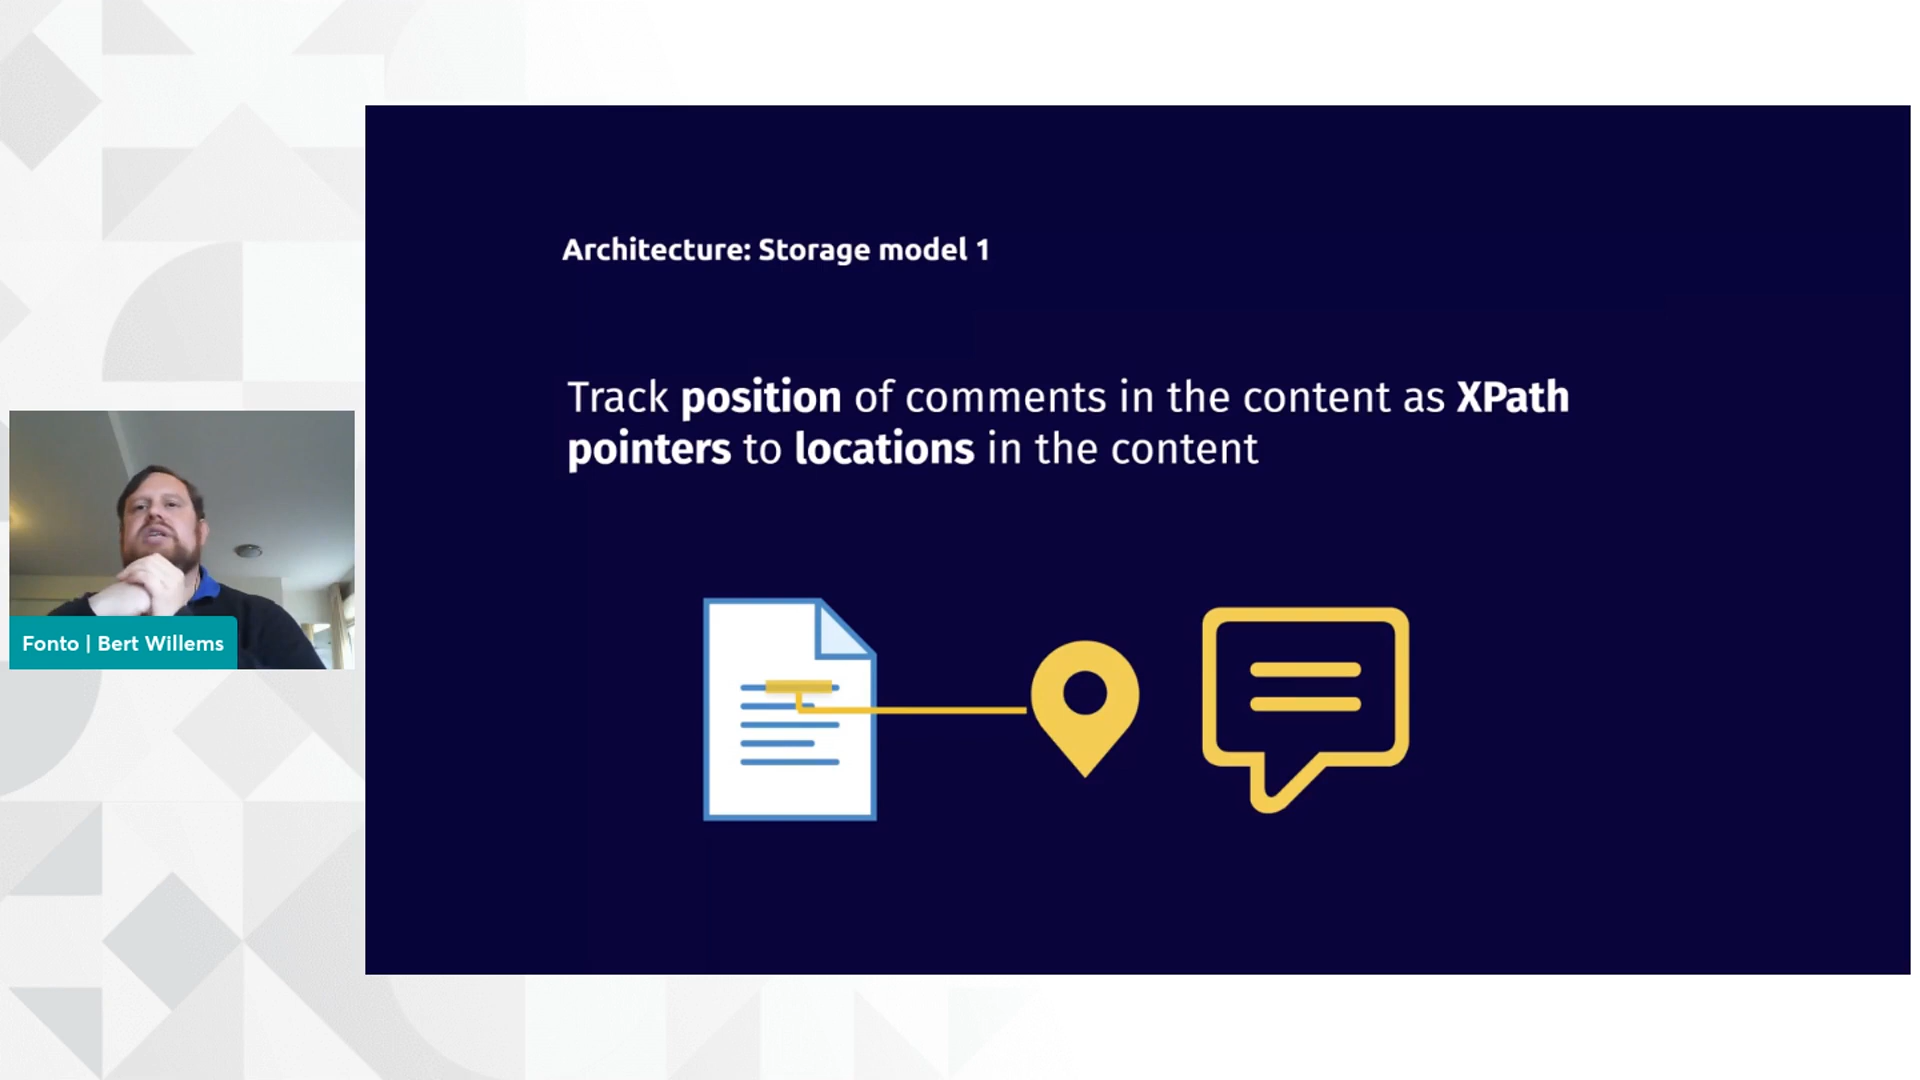 Architecture: Storage model 1
Track position of comments in the content as XPath
pointers to locations in the content
Fonto | Bert Willems